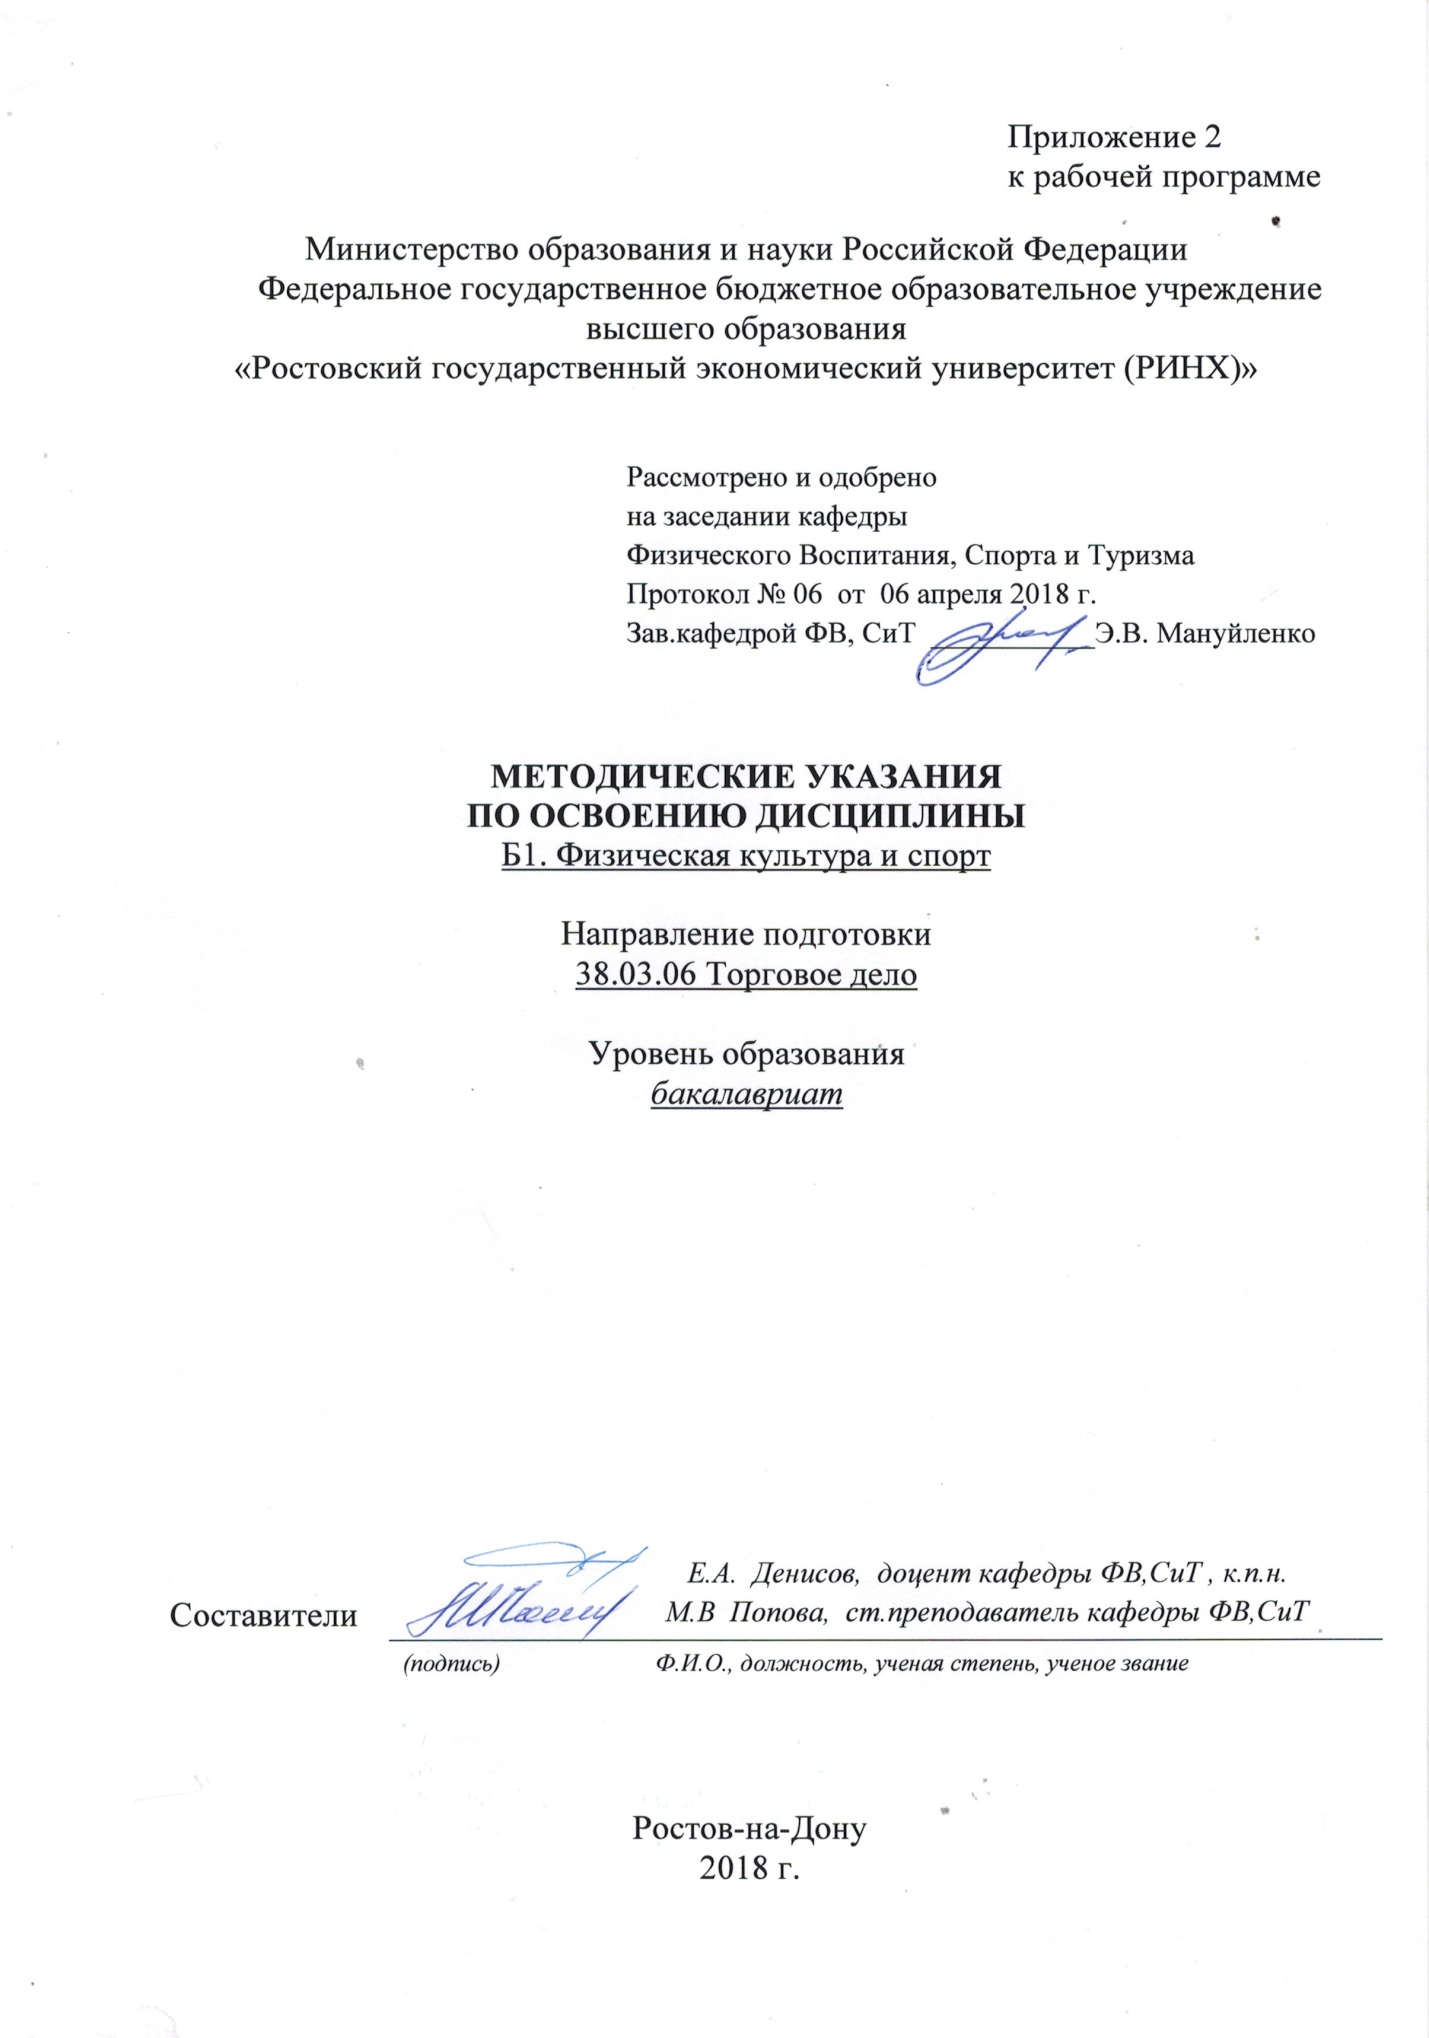 Приложение 2
к рабочей программе
Министерство образования и науки Российской Федерации
Федеральное государственное бюджетное образовательное учреждение
высшего образования
«Ростовский государственный экономический университет (РИНХ)»
Рассмотрено и одобрено
на заседании кафедры
Физического Воспитания, Спорта и Туризма
Протокол № 06 от 06 апреля 2018 г.
Зав.кафедрой ФВ, СиТ ____________Э.В. Мануйленко
МЕТОДИЧЕСКИЕ УКАЗАНИЯ
ПО ОСВОЕНИЮ ДИСЦИПЛИНЫ
Б1. Физическая культура и спорт
Направление подготовки
38.03.06 Торговое дело
Уровень образования
бакалавриат
Е.А. Денисов, доцент кафедры ФВ,СиТ , к.п.н.
Составители М.В Попова, ст.преподаватель кафедры ФВ,СиТ
(подпись) Ф.И.О., должность, ученая степень, ученое звание
Ростов-на-Дону
2018 г.